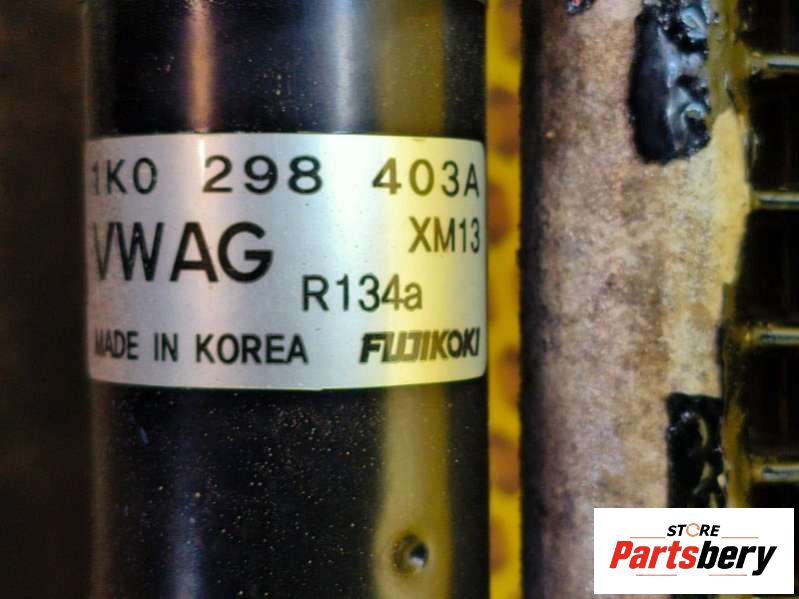 1K0 298 403A
VWAG XM13
R134a
MADE IN KOREA FUJIKOKI
STORE
Partsbery